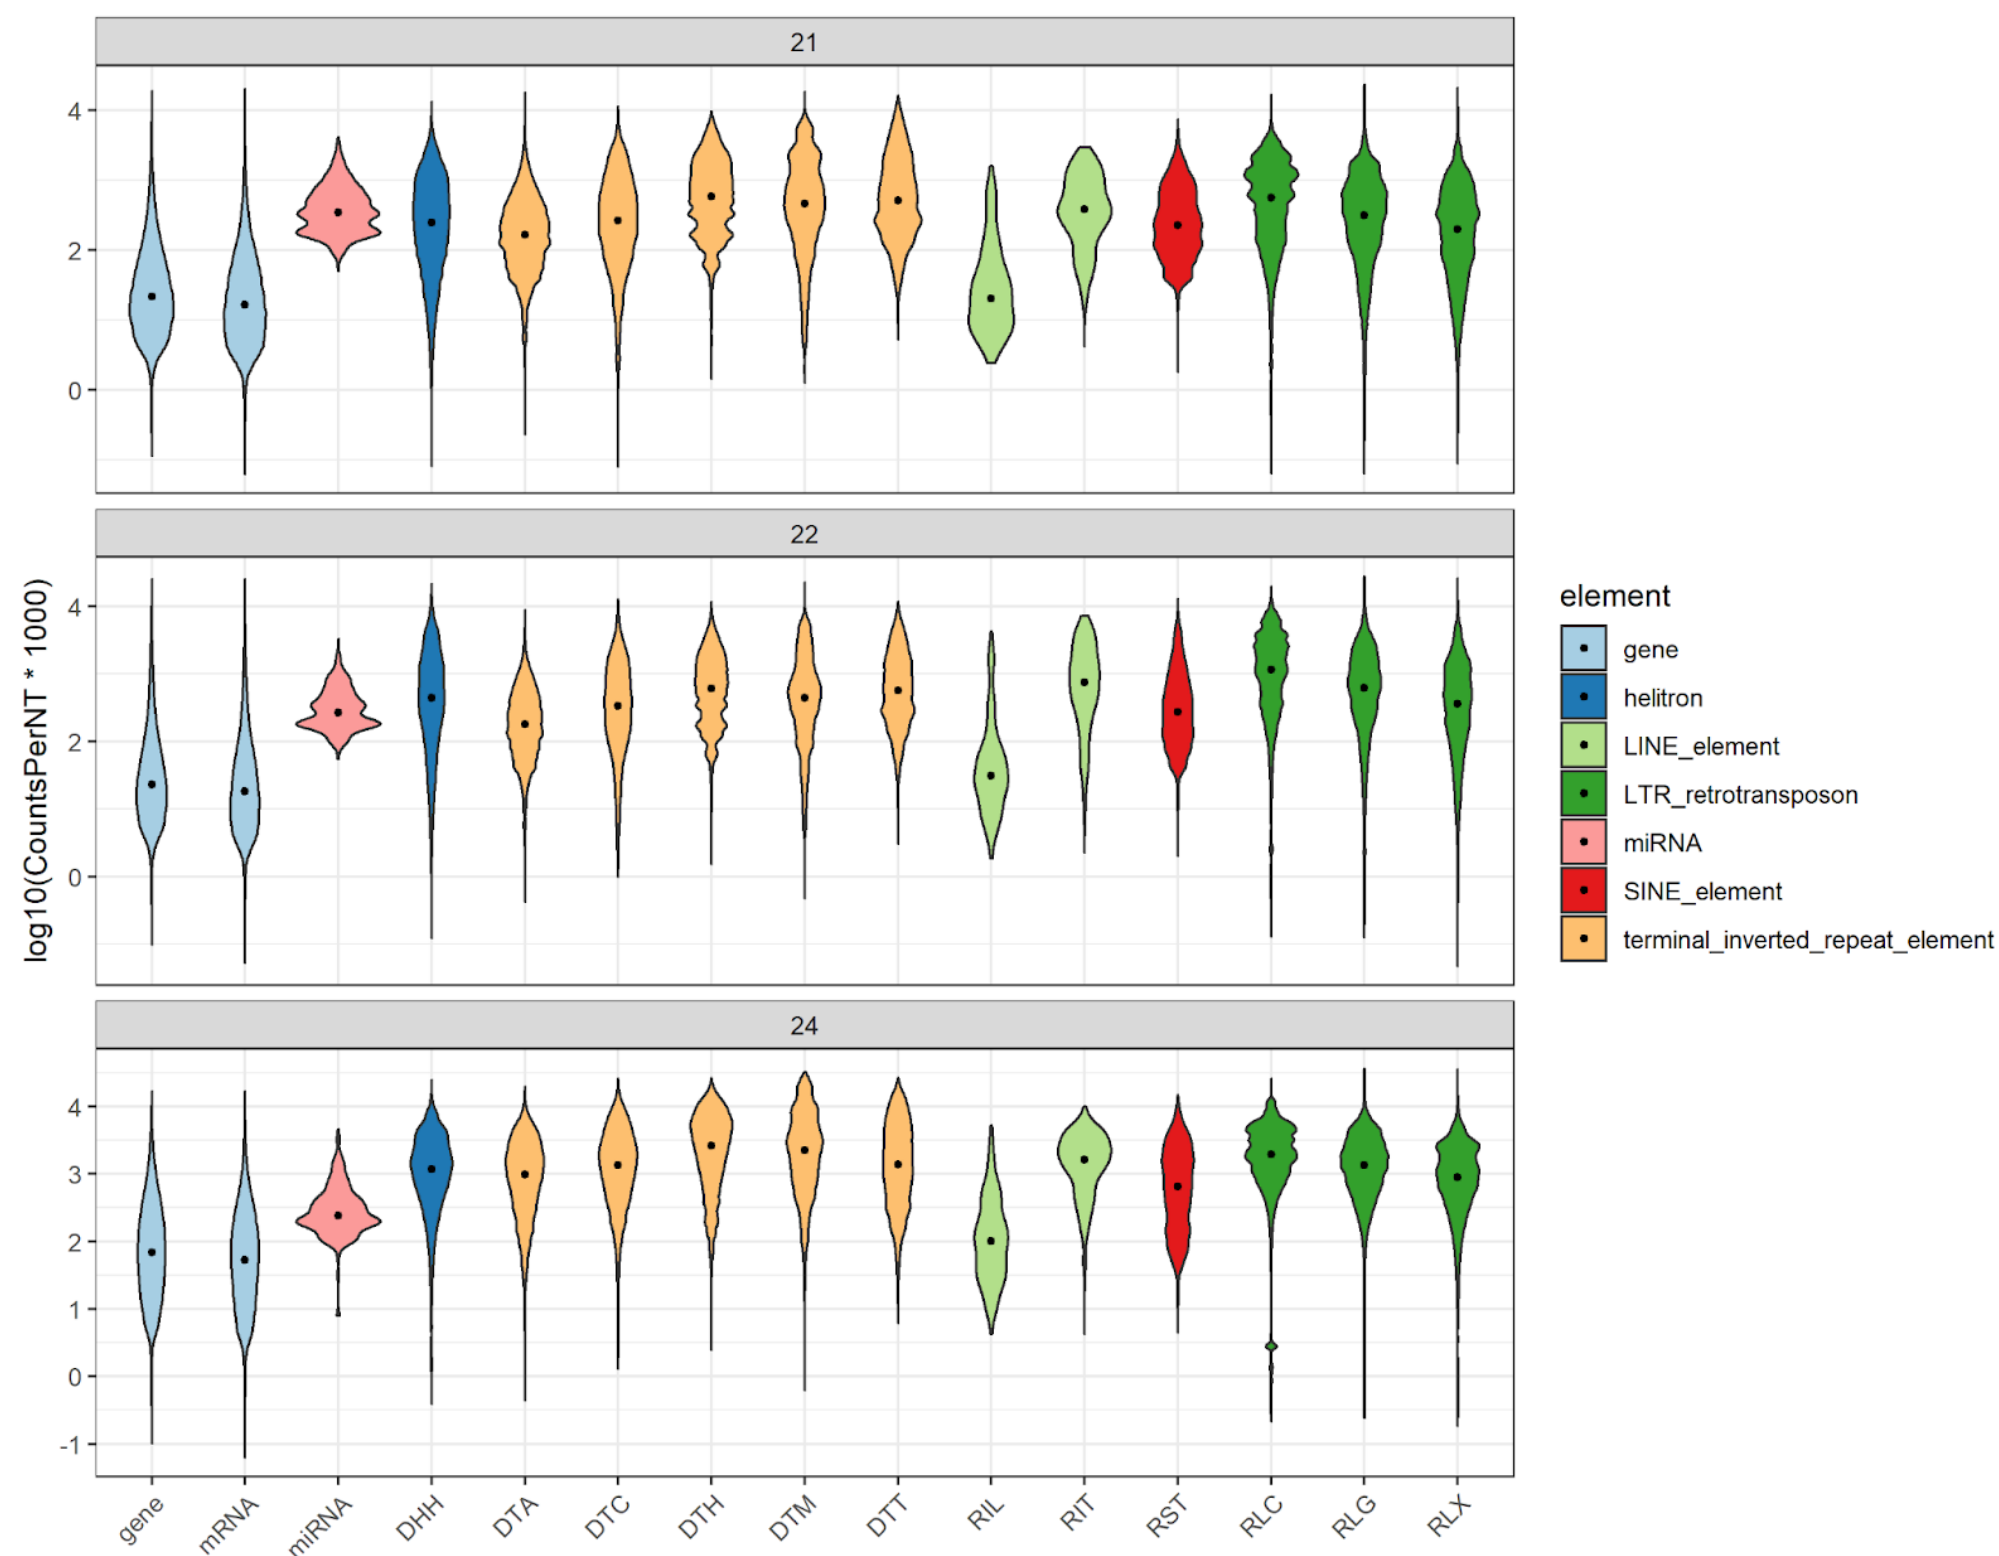 21
4
2
0
22
4
2
0
24
4
3
2
1
0
-1
log10(CountsPerNT * 1000)
gene
mRNA
miRNA
DHH
DTA
DTC
DTH
DTM
DTT
RIL
RIT
RST
RLC
RLG
RLX
element
gene
helitron
LINE_element
LTR_retrotransposon
miRNA
SINE_element
terminal_inverted_repeat_element